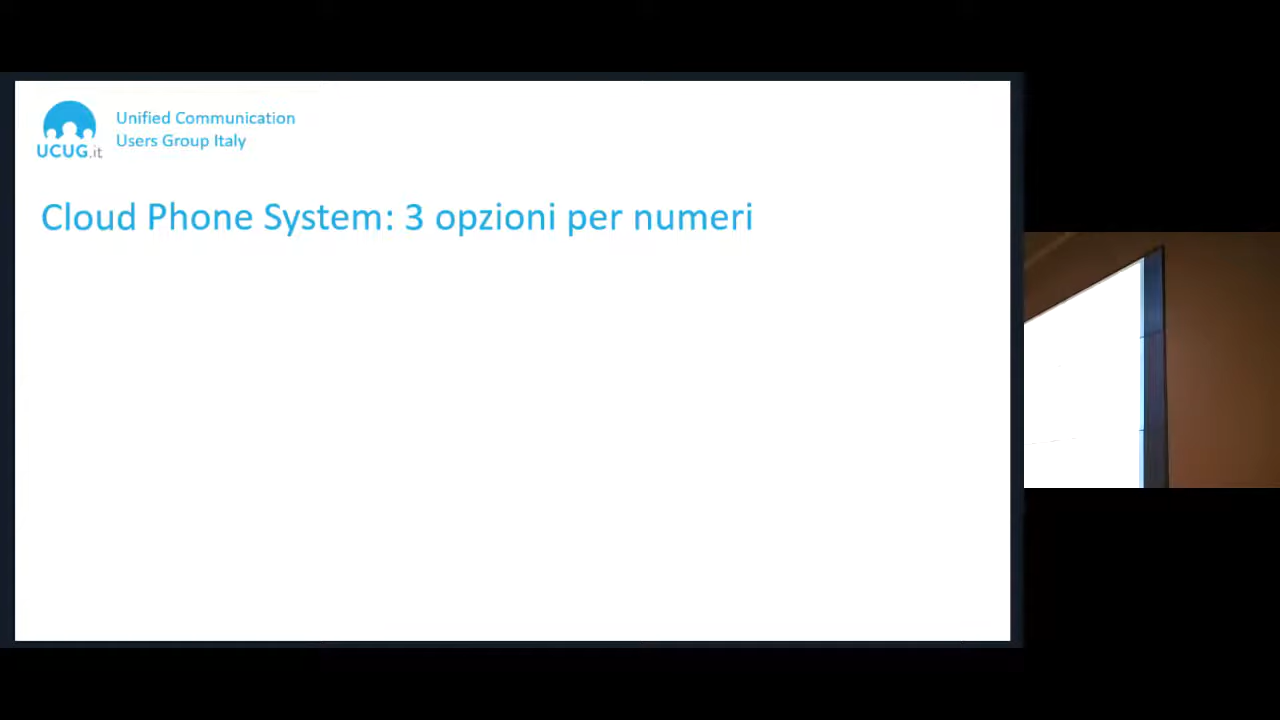 Unified Communication
Users Group Italy
UCUG.it
Cloud Phone System: 3 opzioni per numeri